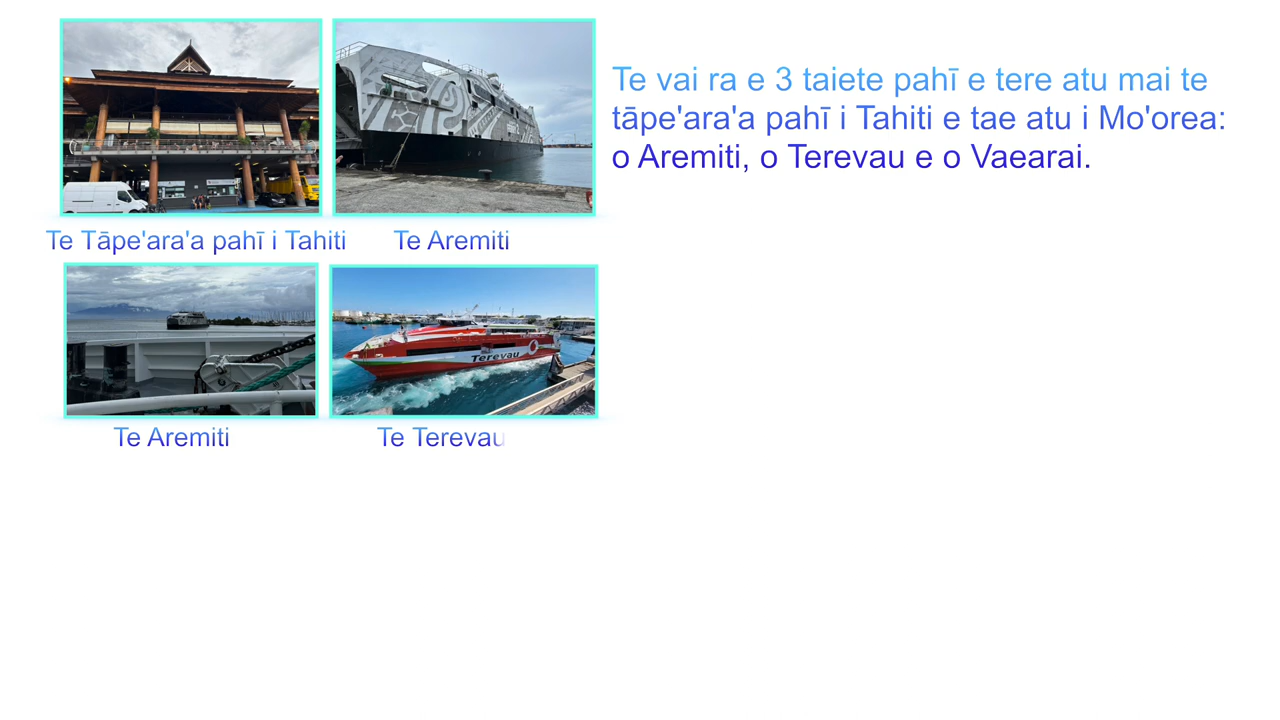 Te vai ra e 3 taiete pahī e tere atu mai te
tāpe'ara'a pahī i Tahiti e tae atu i Mo'orea:
o Aremiti, o Terevau e o Vaearai.
Te Tāpe'ara'a pahī i Tahiti
Te Aremiti
Te Aremiti
Terevau
Te Terevau